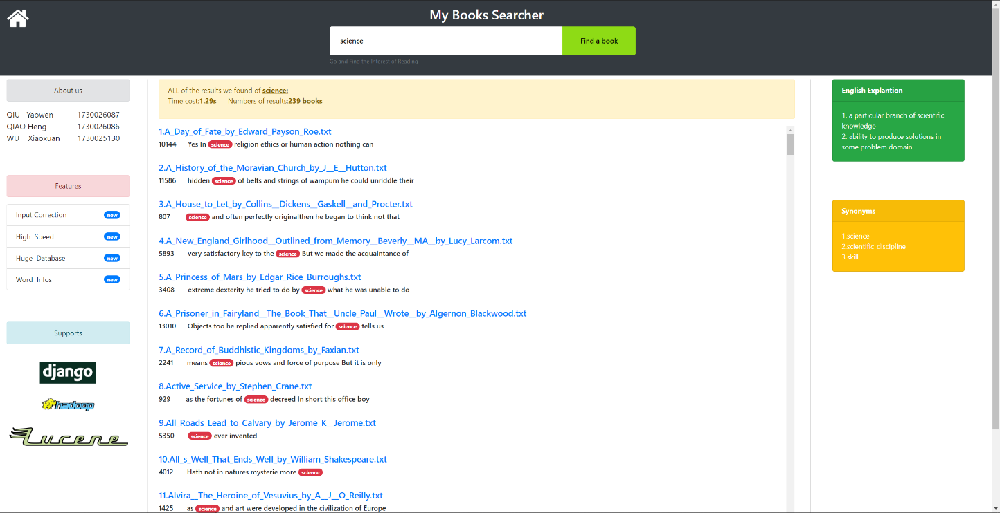 My Books Searcher
science
Find a book
Go and Find the Interest of Reading.
About us
QIU Yaowen 1730026087
QIAO Heng 1730026086
WU Xiaoxuan 1730025130
Features
Input Correction new
High Speed new
Huge Database new
Word Infos new
Supports
django
hadoop
Lucene
ALL of the results we found of science:
Time cost:1.29s Numbers of results:239 books
1.A_Day_of_Fate_by_Edward_Payson_Roe.txt
10144 Yes In science religion ethics or human action nothing can
2.A_History_of_the_Moravian_Church_by_J__E__Hutton.txt
11586 hidden science of belts and strings of wampum he could unriddle their
3.A_House_to_Let_by_Collins__Dickens__Gaskell__and_Procter.txt
807 science and often perfectly originalthen he began to think not that
4.A_New_England_Girlhood__Outlined_from_Memory__Beverly__MA__by_Lucy_Larcom.txt
5893 very satisfactory key to the science But we made the acquaintance of
5.A_Princess_of_Mars_by_Edgar_Rice_Burroughs.txt
3408 extreme dexterity he tried to do by science what he was unable to do
6.A_Prisoner_in_Fairyland__The_Book_That__Uncle_Paul__Wrote__by_Algernon_Blackwood.txt
13010 Objects too he replied apparently satisfied for science tells us
7.A_Record_of_Buddhistic_Kingdoms_by_Faxian.txt
2241 means science pious vows and force of purpose But it is only
8.Active_Service_by_Stephen_Crane.txt
929 as the fortunes of science decreed In short this office boy
9.All_Roads_Lead_to_Calvary_by_Jerome_K__Jerome.txt
5350 science ever invented
10.All_s_Well_That_Ends_Well_by_William_Shakespeare.txt
4012 Hath not in natures mysterie more science
11.Alvira__The_Heroine_of_Vesuvius_by_A__J__O_Reilly.txt
1425 as science and art were developed in the civilization of Europe
English Explantion
1. a particular branch of scientific
knowledge
2. ability to produce solutions in
some problem domain
Synonyms
1.science
2.scientific_discipline
3.skill